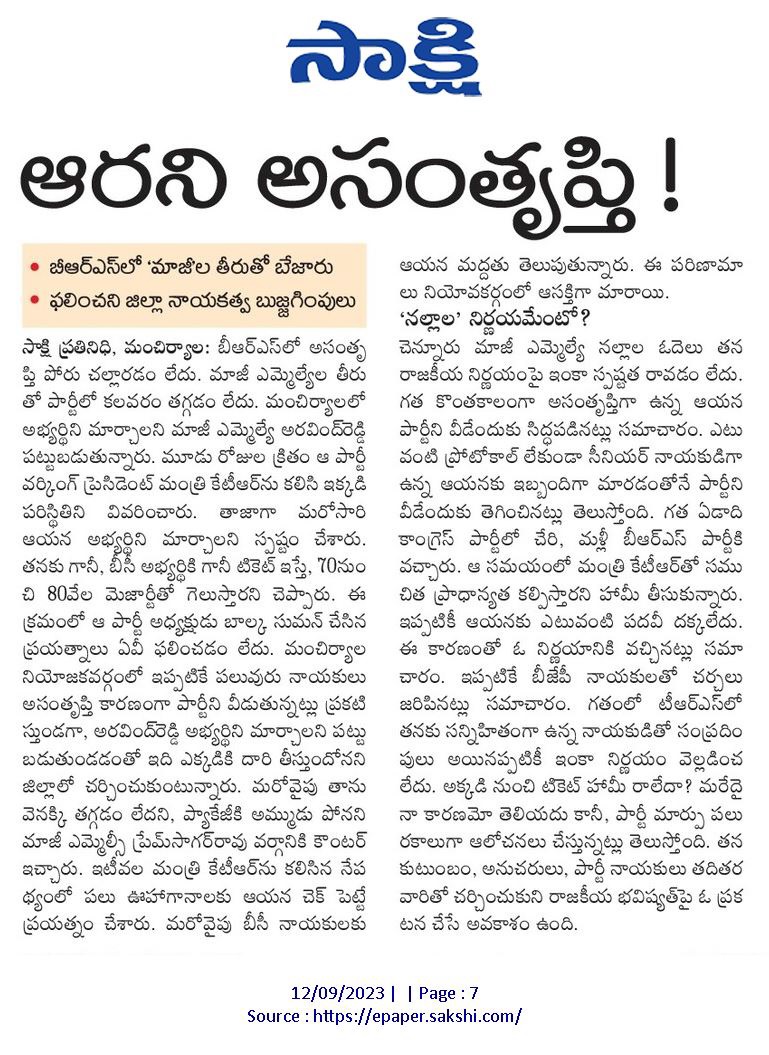 సాక్షి
ఆరని అసంతృప్తి !
• బీఆర్ఎస్‌లో ‘మాజీ’ల తీరుతో బేజారు
• ఫలించని జిల్లా నాయకత్వ బుజ్జగింపులు
సాక్షి ప్రతినిధి, మంచిర్యాల: బీఆర్ఎస్‌లో అసంతృ
ప్తి పోరు చల్లారడం లేదు. మాజీ ఎమ్మెల్యేల తీరు
తో పార్టీలో కలవరం తగ్గడం లేదు. మంచిర్యాలలో
అభ్యర్థిని మార్చాలని మాజీ ఎమ్మెల్యే అరవింద్‌రెడ్డి
పట్టుబడుతున్నారు. మూడు రోజుల క్రితం ఆ పార్టీ
వర్కింగ్ ప్రెసిడెంట్ మంత్రి కేటీఆర్‌ను కలిసి ఇక్కడి
పరిస్థితిని వివరించారు. తాజాగా మరోసారి
ఆయన అభ్యర్థిని మార్చాలని స్పష్టం చేశారు.
తనకు గానీ, బీసీ అభ్యర్థికి గానీ టికెట్ ఇస్తే, 70నుం
చి 80వేల మెజార్టీతో గెలుస్తారని చెప్పారు. ఈ
క్రమంలో ఆ పార్టీ అధ్యక్షుడు బాల్క సుమన్ చేసిన
ప్రయత్నాలు ఏవీ ఫలించడం లేదు. మంచిర్యాల
నియోజకవర్గంలో ఇప్పటికే పలువురు నాయకులు
అసంతృప్తి కారణంగా పార్టీని వీడుతున్నట్లు ప్రకటి
స్తుండగా, అరవింద్‌రెడ్డి అభ్యర్థిని మార్చాలని పట్టు
బడుతుండడంతో ఇది ఎక్కడికి దారి తీస్తుందోనని
జిల్లాలో చర్చించుకుంటున్నారు. మరోవైపు తాను
వెనక్కి తగ్గడం లేదని, ప్యాకేజీకి అమ్ముడు పోనని
మాజీ ఎమ్మెల్సీ ప్రేమ్‌సాగర్‌రావు వర్గానికి కౌంటర్
ఇచ్చారు. ఇటీవల మంత్రి కేటీఆర్‌ను కలిసిన నేప
థ్యంలో పలు ఊహాగానాలకు ఆయన చెక్ పెట్టే
ప్రయత్నం చేశారు. మరోవైపు బీసీ నాయకులకు
ఆయన మద్దతు తెలుపుతున్నారు. ఈ పరిణామా
లు నియోవకర్గంలో ఆసక్తిగా మారాయి.
‘నల్లాల’ నిర్ణయమేంటో?
చెన్నూరు మాజీ ఎమ్మెల్యే నల్లాల ఓదెలు తన
రాజకీయ నిర్ణయంపై ఇంకా స్పష్టత రావడం లేదు.
గత కొంతకాలంగా అసంతృప్తిగా ఉన్న ఆయన
పార్టీని వీడేందుకు సిద్ధపడినట్లు సమాచారం. ఎటు
వంటి ప్రోటోకాల్ లేకుండా సీనియర్ నాయకుడిగా
ఉన్న ఆయనకు ఇబ్బందిగా మారడంతోనే పార్టీని
వీడేందుకు తెగించినట్లు తెలుస్తోంది. గత ఏడాది
కాంగ్రెస్ పార్టీలో చేరి, మళ్లీ బీఆర్ఎస్ పార్టీకి
వచ్చారు. ఆ సమయంలో మంత్రి కేటీఆర్‌తో సము
చిత ప్రాధాన్యత కల్పిస్తారని హామీ తీసుకున్నారు.
ఇప్పటికీ ఆయనకు ఎటువంటి పదవీ దక్కలేదు.
ఈ కారణంతో ఓ నిర్ణయానికి వచ్చినట్లు సమా
చారం. ఇప్పటికే బీజేపీ నాయకులతో చర్చలు
జరిపినట్లు సమాచారం. గతంలో టీఆర్ఎస్‌లో
తనకు సన్నిహితంగా ఉన్న నాయకుడితో సంప్రదిం
పులు అయినప్పటికీ ఇంకా నిర్ణయం వెల్లడించ
లేదు. అక్కడి నుంచి టికెట్ హామీ రాలేదా? మరేదై
నా కారణమో తెలియదు కానీ, పార్టీ మార్పు పలు
రకాలుగా ఆలోచనలు చేస్తున్నట్లు తెలుస్తోంది. తన
కుటుంబం, అనుచరులు, పార్టీ నాయకులు తదితర
వారితో చర్చించుకుని రాజకీయ భవిష్యత్‌పై ఓ ప్రక
టన చేసే అవకాశం ఉంది.
12/09/2023 | | Page : 7
Source : https://epaper.sakshi.com/